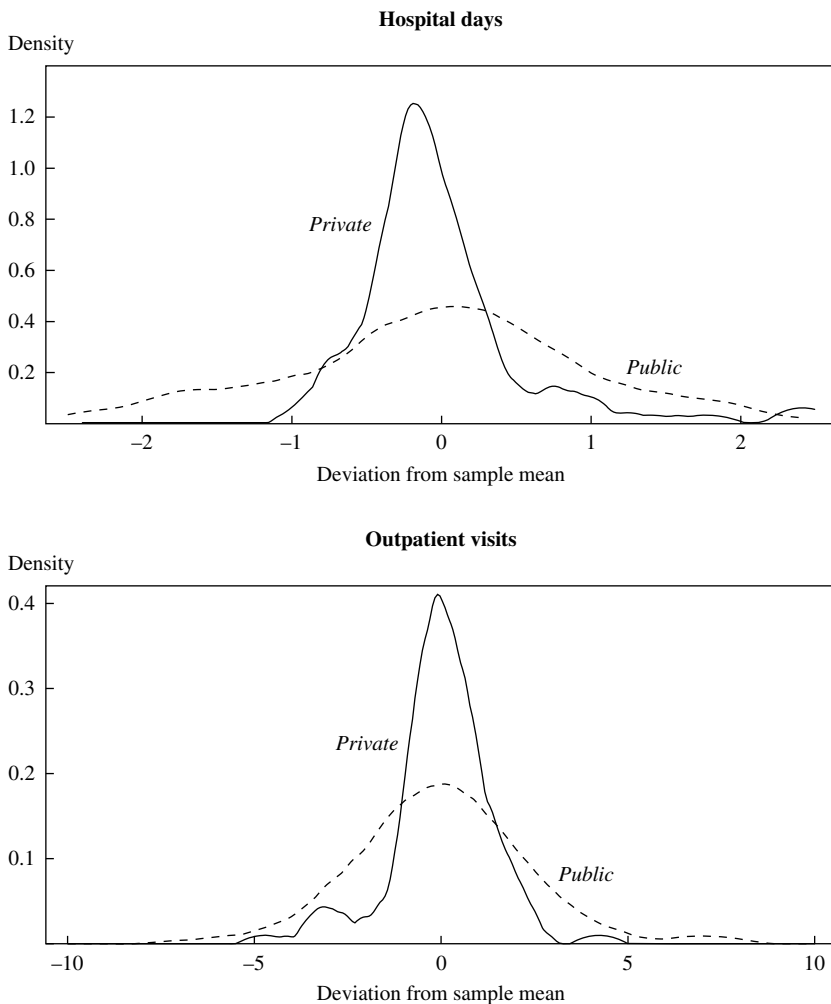 Hospital days
Density
1.2
1.0
0.8
Private
0.6
0.4
Public
0.2
–2 –1 0 1 2
Deviation from sample mean
Outpatient visits
Density
0.4
0.3
Private
0.2
Public
0.1
–10 –5 0 5 10
Deviation from sample mean